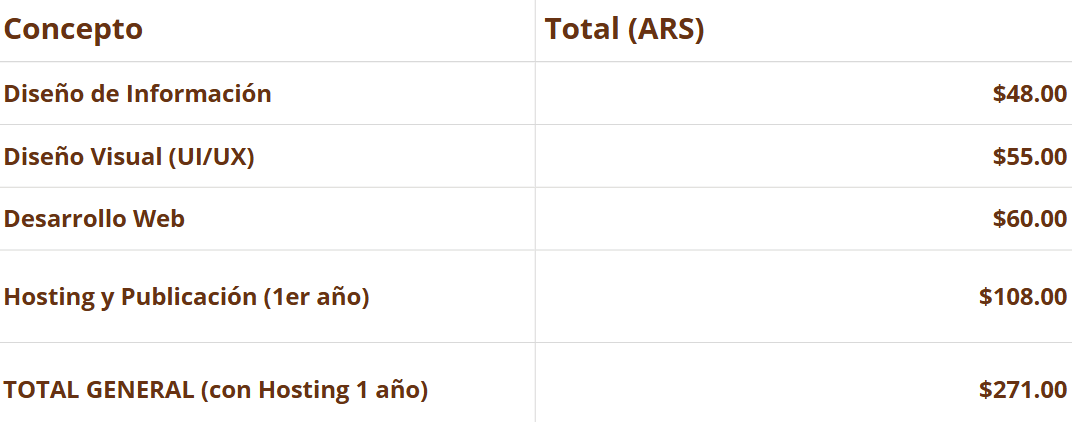 Concepto Total (ARS)
Diseño de Información $48.00
Diseño Visual (UI/UX) $55.00
Desarrollo Web $60.00
Hosting y Publicación (1er año) $108.00
TOTAL GENERAL (con Hosting 1 año) $271.00